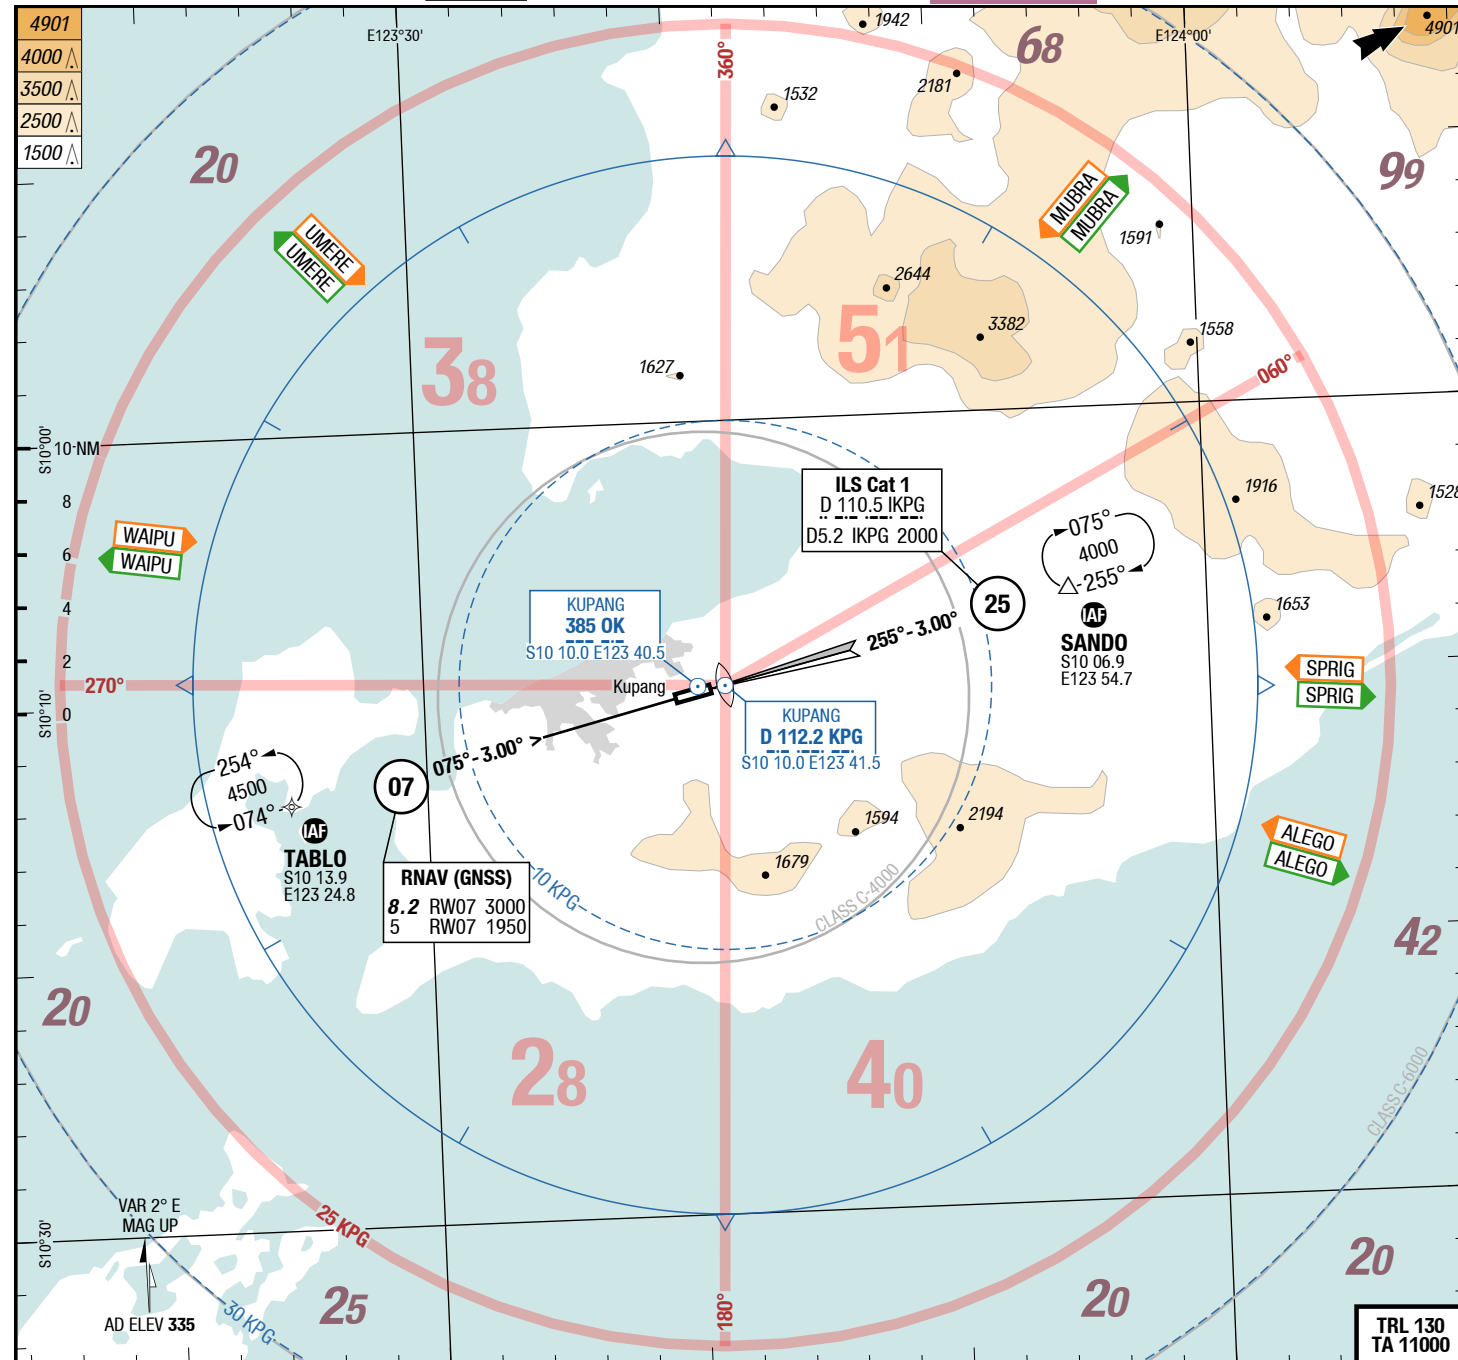 4901
4000
3500
2500
1500
E123°30'
360°
1942
68
E124°00'
4901
1532
2181
20
99
MUBRA
MUBRA
1591
UMERE
UMERE
2644
3382
51
38
1627
1558
060°
S10°00'
10 NM
8
6
4
2
0
ILS Cat 1
D 110.5 IKPG
D5.2 IKPG 2000
1916
1528
075°
4000
255°
WAIPU
WAIPU
25
IAF
SANDO
S10 06.9
E123 54.7
1653
KUPANG
385 OK
S10 10.0 E123 40.5
255°-3.00°
SPRIG
SPRIG
270°
Kupang
S10°10'
KUPANG
D 112.2 KPG
S10 10.0 E123 41.5
075°-3.00°
254°
4500
074°
07
IAF
TABLO
S10 13.9
E123 24.8
1594
2194
1679
ALEGO
ALEGO
RNAV (GNSS)
8.2 RW07 3000
5 RW07 1950
10 KPG
CLASS C-4000
42
20
28
40
CLASS C-6000
VAR 2° E
MAG UP
25 KPG
S10°30'
AD ELEV 335
30 KPG
25
180°
20
20
TRL 130
TA 11000